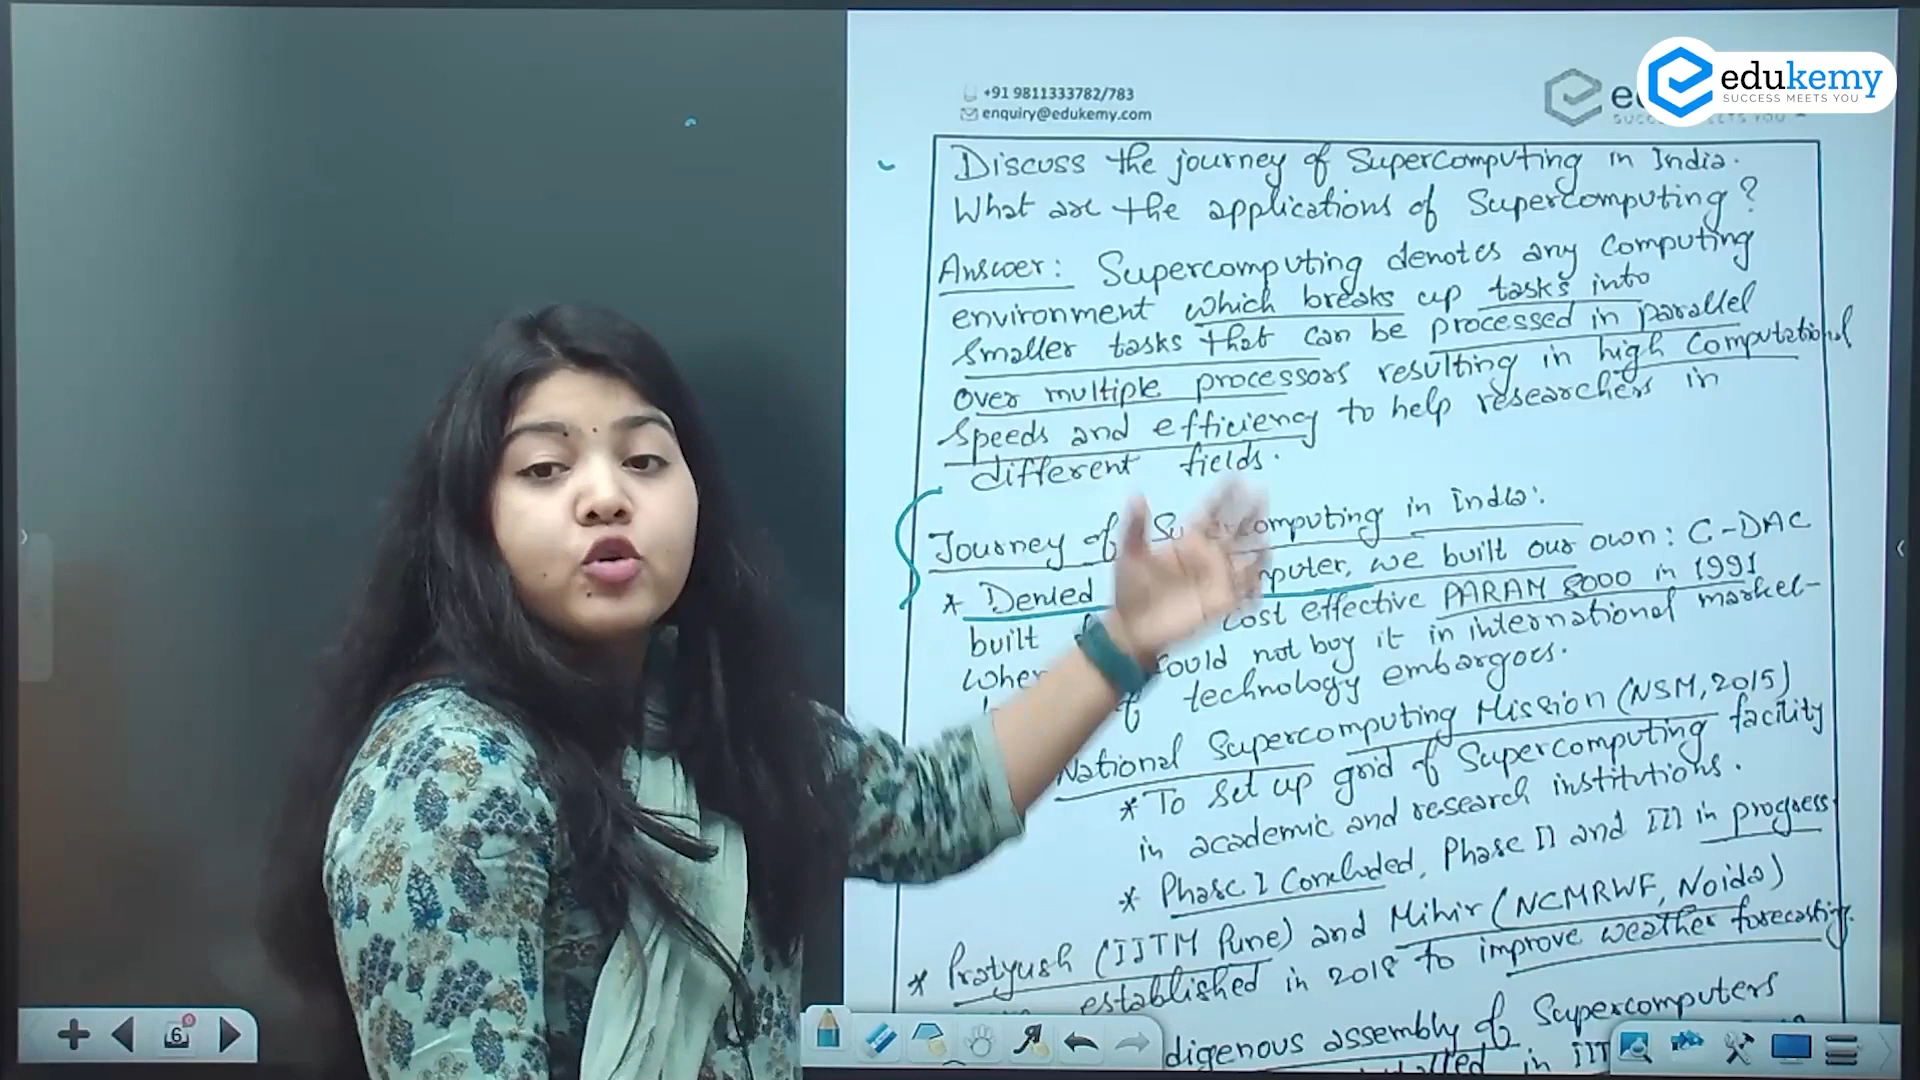 +91 9811333782/783
enquiry@edukemy.com
edukemy
SUCCESS MEETS YOU
Discuss the journey of Supercomputing in India.
What are the applications of Supercomputing?
Answer: Supercomputing denotes any computing
environment which breaks up tasks into
smaller tasks that can be processed in parallel
over multiple processors resulting in high computational
speeds and efficiency to help researchers in
different fields.
Journey of Supercomputing in India:
* Denied puter, we built our own: C-DAC
built cost effective PARAM 8000 in 1991
could not buy it in international market-
technology embargoes.
National Supercomputing Mission (NSM, 2015)
* To set up grid of Supercomputing facility
in academic and research institutions.
* Phase I Concluded, Phase II and III in progress
* Pratyush (IITM Pune) and Mihir (NCMRWF, Noida)
established in 2018 to improve weather forecasting.
digenous assembly of Supercomputers
in IIT
6